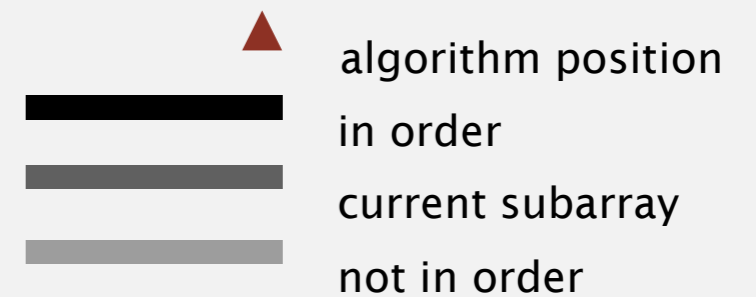 algorithm position
in order
current subarray
not in order